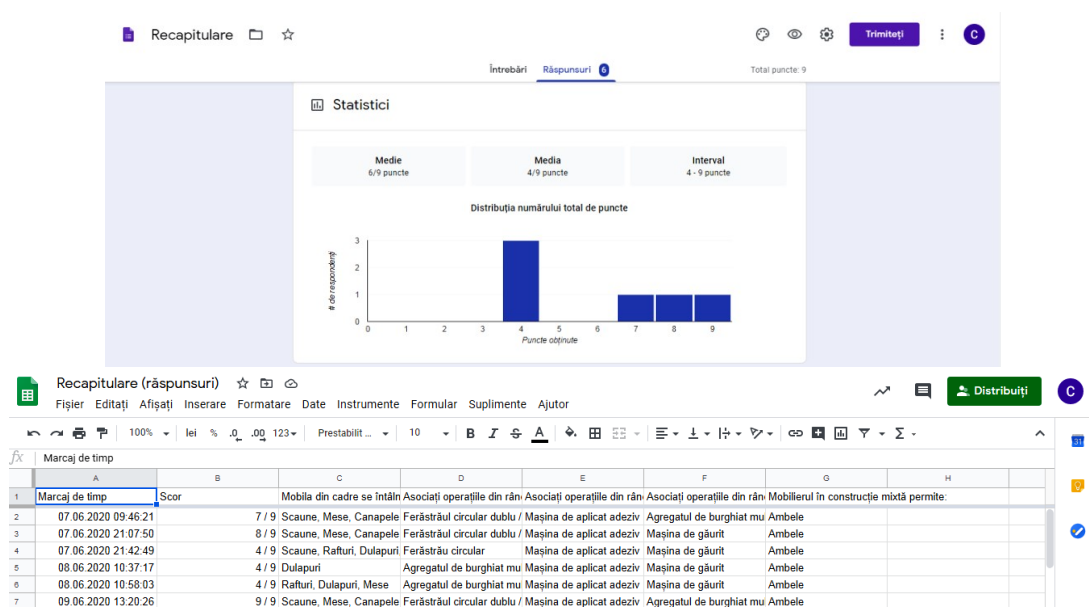 Recapitulare
Trimiteți
C
Întrebări Răspunsuri 6
Total puncte: 9
Statistici
Medie Media Interval
6/9 puncte 4/9 puncte 4 - 9 puncte
Distribuția numărului total de puncte
# de respondenți
3
2
1
0
0 1 2 3 4 5 6 7 8 9
Puncte obținute
Recapitulare (răspunsuri)
Fișier Editați Afișați Inserare Formatare Date Instrumente Formular Suplimente Ajutor
Distribuiți
C
100% lei % .0 .00 123 Prestabilit ... 10 B I S A
31
fx Marcaj de timp
A B C D E F G H
1 Marcaj de timp Scor Mobila din cadre se întâln Asociați operațiile din rân Asociați operațiile din rân Asociați operațiile din rân Mobilierul în construcție mixtă permite:
2 07.06.2020 09:46:21 7 / 9 Scaune, Mese, Canapele Ferăstrăul circular dublu / Mașina de aplicat adeziv Agregatul de burghiat mu Ambele
3 07.06.2020 21:07:50 8 / 9 Scaune, Mese, Canapele Ferăstrăul circular dublu / Mașina de aplicat adeziv Mașina de găurit Ambele
4 07.06.2020 21:42:49 4 / 9 Scaune, Rafturi, Dulapuri Ferăstrău circular Mașina de aplicat adeziv Mașina de găurit Ambele
5 08.06.2020 10:37:17 4 / 9 Dulapuri Agregatul de burghiat mu Mașina de aplicat adeziv Mașina de găurit Ambele
6 08.06.2020 10:58:03 4 / 9 Rafturi, Dulapuri, Mese Agregatul de burghiat mu Mașina de aplicat adeziv Mașina de găurit Ambele
7 09.06.2020 13:20:26 9 / 9 Scaune, Mese, Canapele Ferăstrăul circular dublu / Mașina de aplicat adeziv Agregatul de burghiat mu Ambele